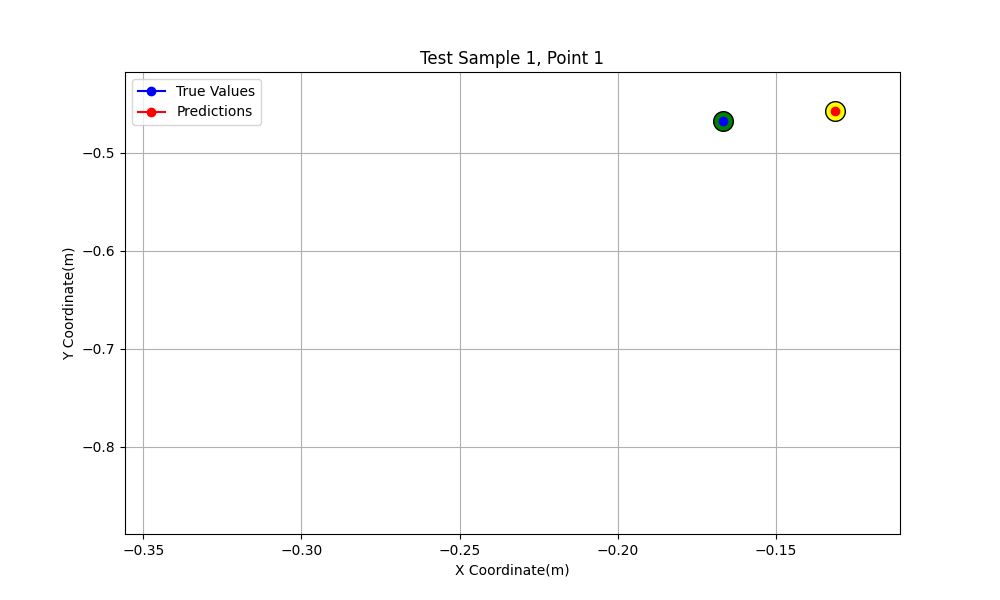 Test Sample 1, Point 1
True Values
Predictions
−0.5
−0.6
−0.7
−0.8
Y Coordinate(m)
−0.35 −0.30 −0.25 −0.20 −0.15
X Coordinate(m)